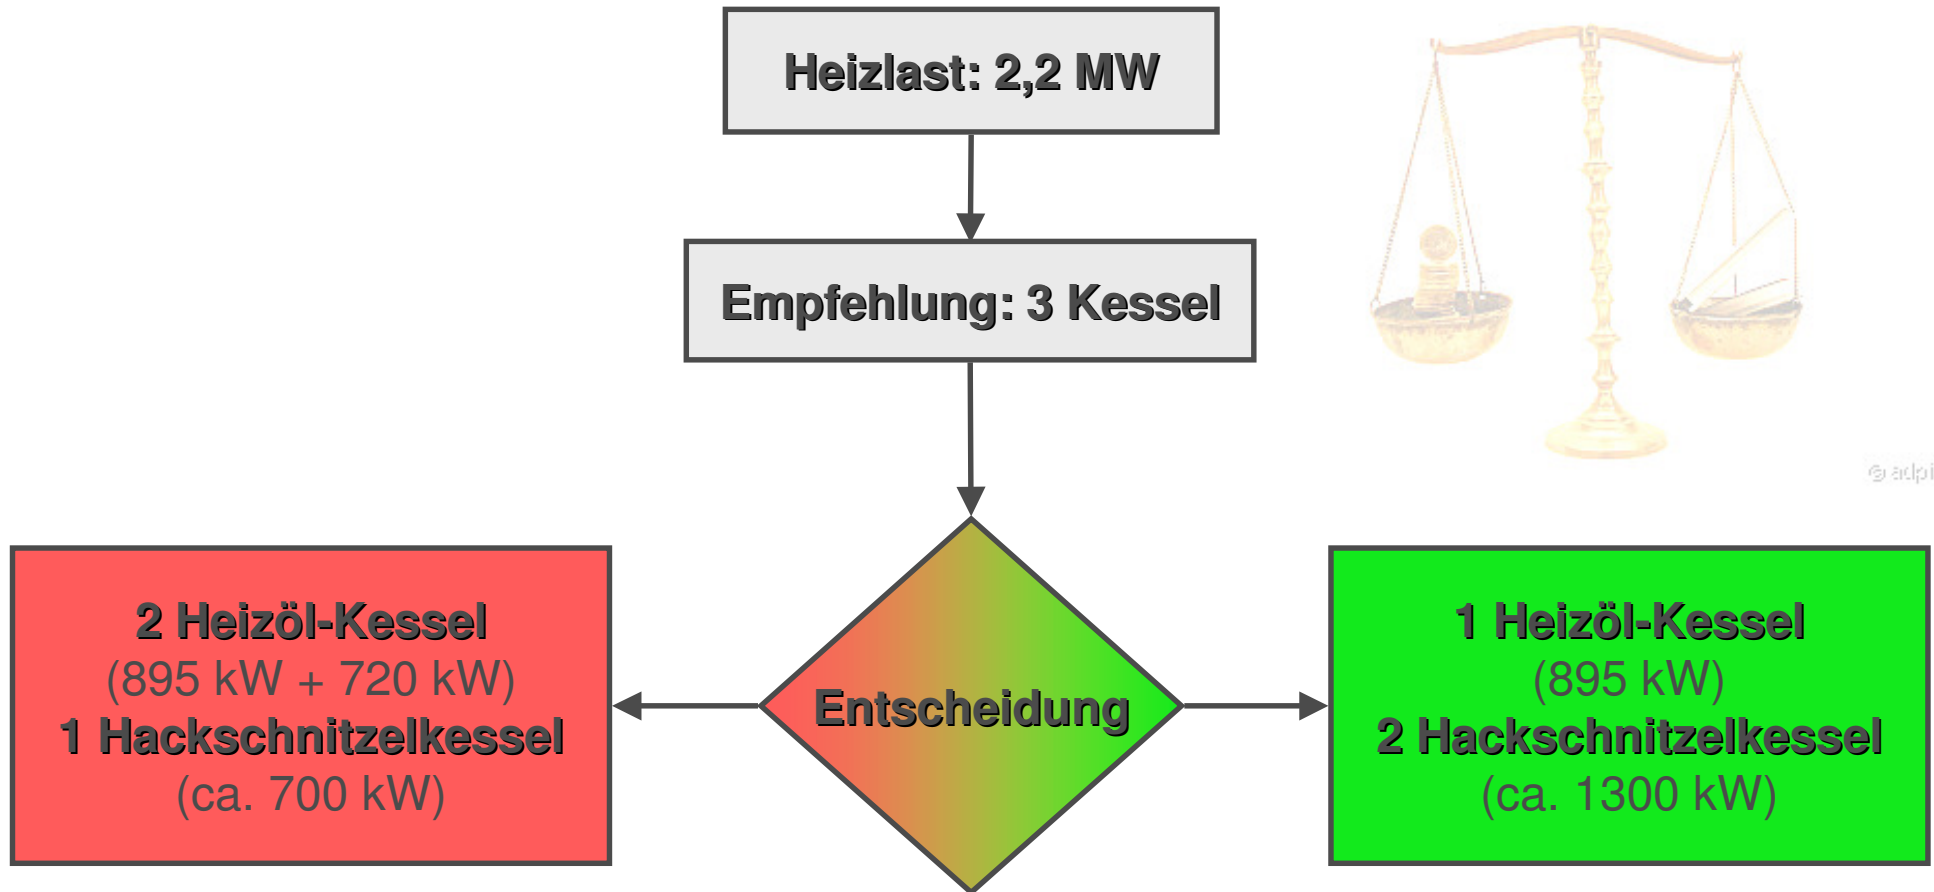 Heizlast: 2,2 MW
Empfehlung: 3 Kessel
2 Heizöl-Kessel
(895 kW + 720 kW)
1 Hackschnitzelkessel
(ca. 700 kW)
Entscheidung
1 Heizöl-Kessel
(895 kW)
2 Hackschnitzelkessel
(ca. 1300 kW)
© adpi